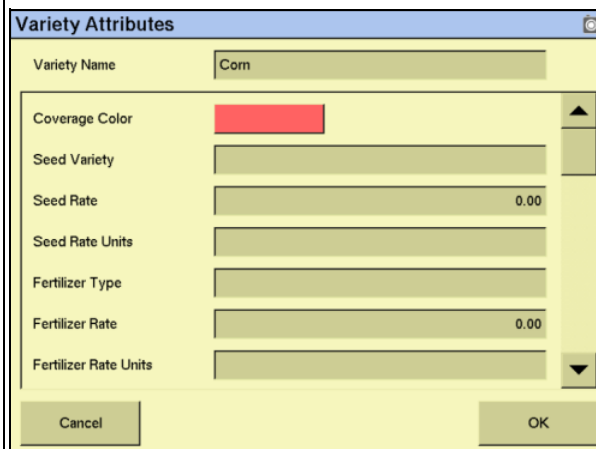 Variety Attributes
Variety Name Corn
Coverage Color
Seed Variety
Seed Rate 0.00
Seed Rate Units
Fertilizer Type
Fertilizer Rate 0.00
Fertilizer Rate Units
Cancel OK